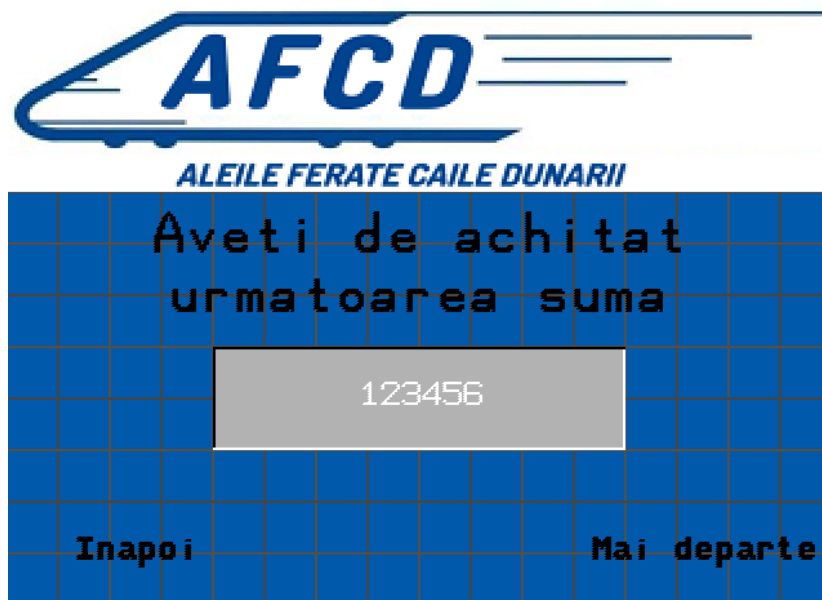 AFCD
ALEILE FERATE CAILE DUNARII
Aveti de achitat
urmatoarea suma
123456
Inapoi
Mai departe